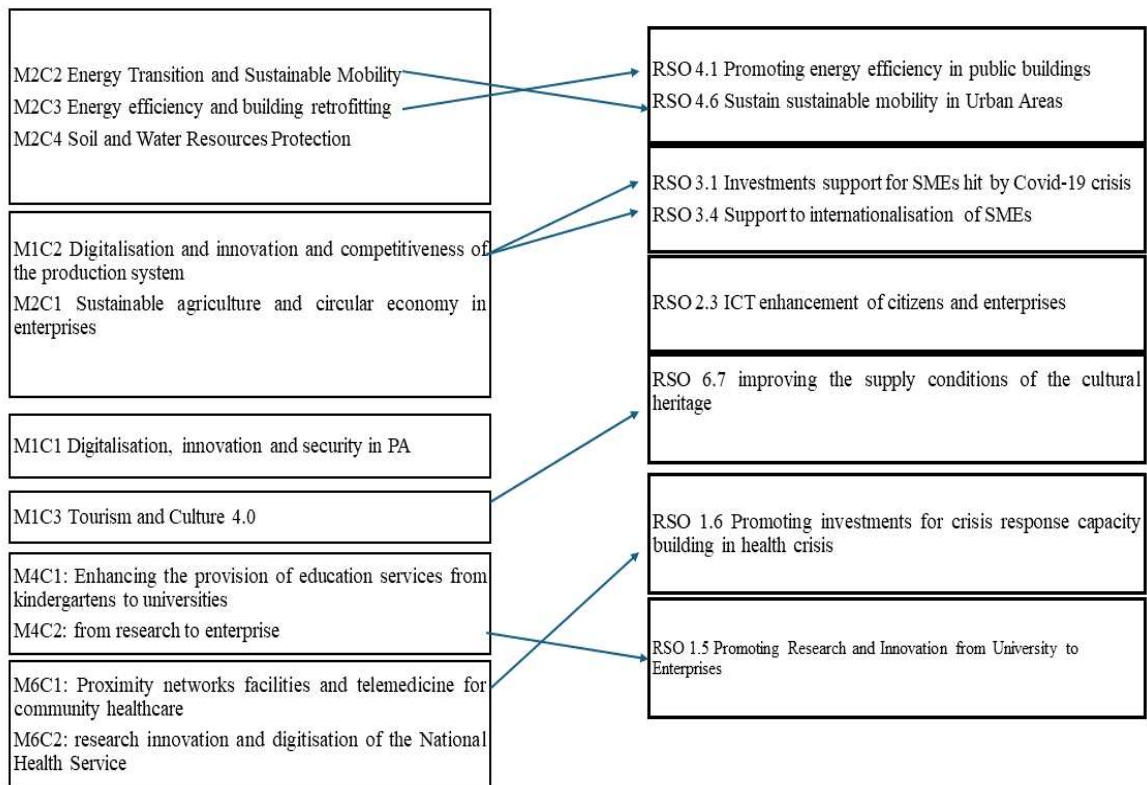 M2C2 Energy Transition and Sustainable Mobility
M2C3 Energy efficiency and building retrofitting
M2C4 Soil and Water Resources Protection
M1C2 Digitalisation and innovation and competitiveness of
the production system
M2C1 Sustainable agriculture and circular economy in
enterprises
M1C1 Digitalisation, innovation and security in PA
M1C3 Tourism and Culture 4.0
M4C1: Enhancing the provision of education services from
kindergartens to universities
M4C2: from research to enterprise
M6C1: Proximity networks facilities and telemedicine for
community healthcare
M6C2: research innovation and digitisation of the National
Health Service
RSO 4.1 Promoting energy efficiency in public buildings
RSO 4.6 Sustain sustainable mobility in Urban Areas
RSO 3.1 Investments support for SMEs hit by Covid-19 crisis
RSO 3.4 Support to internationalisation of SMEs
RSO 2.3 ICT enhancement of citizens and enterprises
RSO 6.7 improving the supply conditions of the cultural
heritage
RSO 1.6 Promoting investments for crisis response capacity
building in health crisis
RSO 1.5 Promoting Research and Innovation from University to
Enterprises